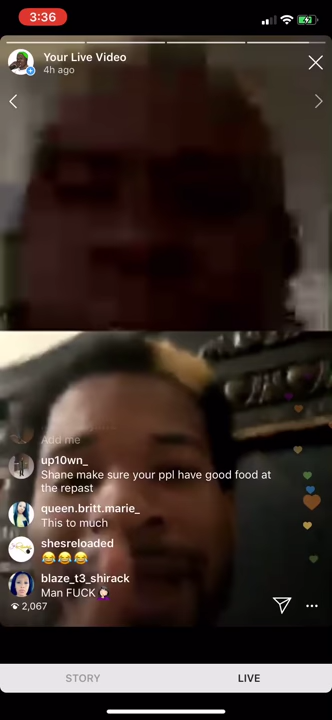 3:36
Your Live Video
4h ago
Add me
up10wn_
Shane make sure your ppl have good food at
the repast
queen.britt.marie_
This to much
shesreloaded
😂😂😂
blaze_t3_shirack
Man FUCK 🤦🏻‍♀️
2,067
STORY
LIVE